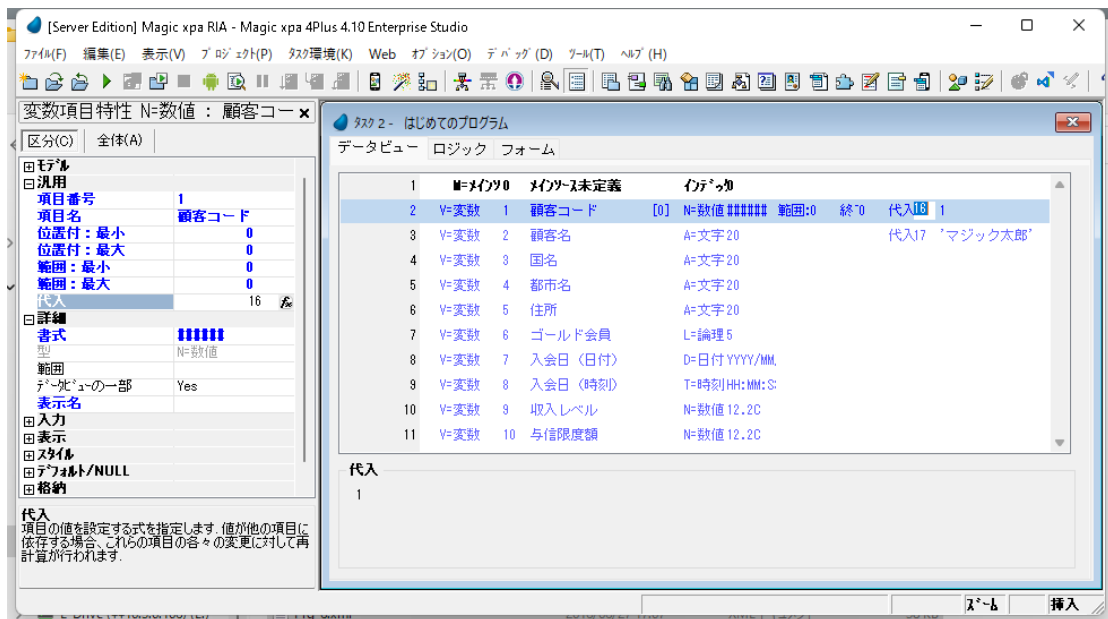 [Server Edition] Magic xpa RIA - Magic xpa 4Plus 4.10 Enterprise Studio
ﾌｧｲﾙ(F) 編集(E) 表示(V) ﾌﾟﾛｼﾞｪｸﾄ(P) ﾀｽｸ環境(K) Web ｵﾌﾟｼｮﾝ(O) ﾃﾞﾊﾞｯｸﾞ(D) ﾂｰﾙ(T) ﾍﾙﾌﾟ(H)
変数項目特性 N=数値 : 顧客コー
区分(C) 全体(A)
ﾓﾃﾞﾙ
汎用
項目番号 1
項目名 顧客コード
位置付：最小 0
位置付：最大 0
範囲：最小 0
範囲：最大 0
代入 16
詳細
書式 ######
型 N=数値
範囲
ﾃﾞｰﾀﾋﾞｭｰの一部 Yes
表示名
入力
表示
ｽﾀｲﾙ
ﾃﾞﾌｫﾙﾄ/NULL
格納
代入
項目の値を設定する式を指定します. 値が他の項目に
依存する場合、これらの項目の各々の変更に対して再
計算が行われます.
ﾀｽｸ 2 - はじめてのプログラム
データビュー ロジック フォーム
1 M=ﾒｲﾝｿ 0 ﾒｲﾝｿｰｽ未定義 ｲﾝﾃﾞｯｸ 0
2 V=変数 1 顧客コード [0] N=数値 ###### 範囲:0 終~0 代入 16 1
3 V=変数 2 顧客名 A=文字 20 代入 17 'マジック太郎'
4 V=変数 3 国名 A=文字 20
5 V=変数 4 都市名 A=文字 20
6 V=変数 5 住所 A=文字 20
7 V=変数 6 ゴールド会員 L=論理 5
8 V=変数 7 入会日（日付） D=日付 YYYY/MM,
9 V=変数 8 入会日（時刻） T=時刻 HH:MM:S
10 V=変数 9 収入レベル N=数値 12.2C
11 V=変数 10 与信限度額 N=数値 12.2C
代入
1
ｽﾞｰﾑ 挿入